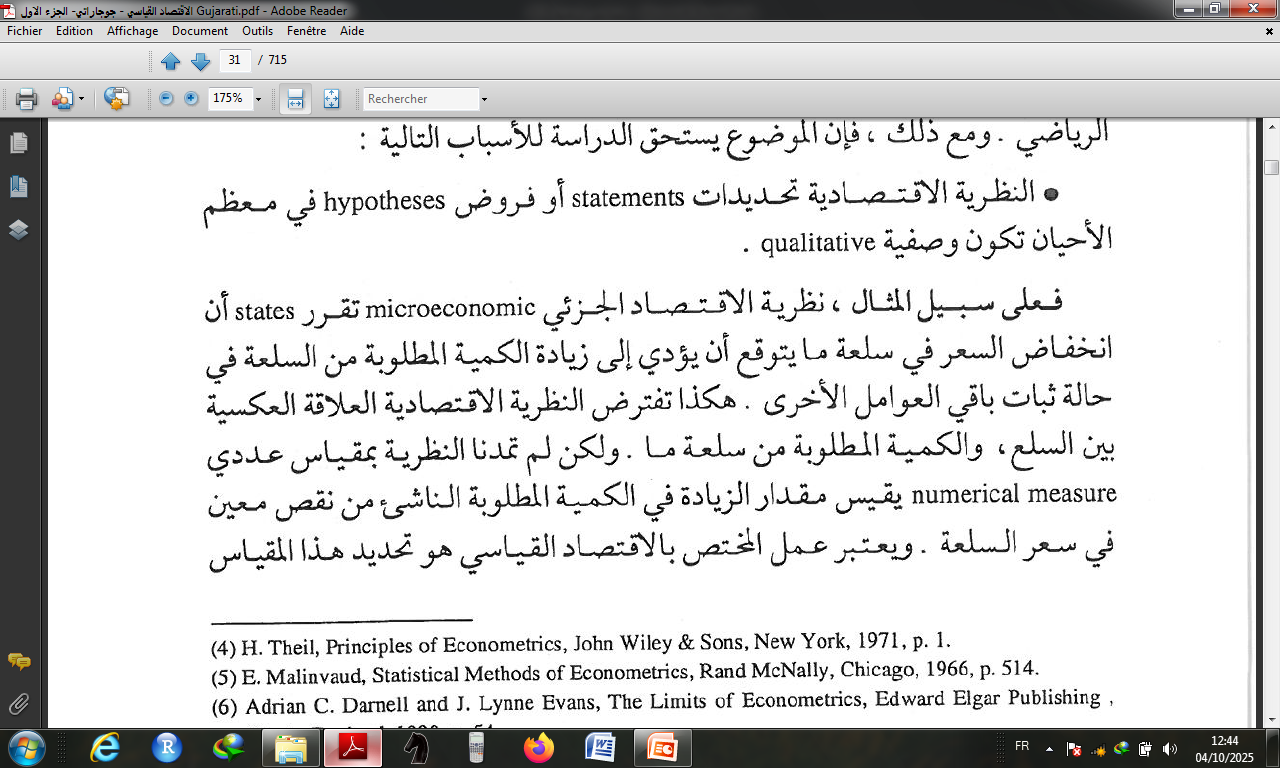 الاقتصاد القياسي - جوجاراتي- الجزء الاول Gujarati.pdf - Adobe Reader
Fichier Edition Affichage Document Outils Fenêtre Aide
31 / 715
175% Rechercher
الرياضي . ومع ذلك ، فإن الموضوع يستحق الدراسة للأسباب التالية :
● النظرية الاقتصادية تحديدات statements أو فروض hypotheses في معظم
الأحيان تكون وصفية qualitative .
فعلى سبيل المثال ، نظرية الاقتصاد الجزئي microeconomic تقرر states أن
انخفاض السعر في سلعة ما يتوقع أن يؤدي إلى زيادة الكمية المطلوبة من السلعة في
حالة ثبات باقي العوامل الأخرى . هكذا تفترض النظرية الاقتصادية العلاقة العكسية
بين السلع ، والكمية المطلوبة من سلعة ما . ولكن لم تمدنا النظرية بمقياس عددي
numerical measure يقيس مقدار الزيادة في الكمية المطلوبة الناشئ من نقص معين
في سعر السلعة . ويعتبر عمل المختص بالاقتصاد القياسي هو تحديد هذا المقياس
(4) H. Theil, Principles of Econometrics, John Wiley & Sons, New York, 1971, p. 1.
(5) E. Malinvaud, Statistical Methods of Econometrics, Rand McNally, Chicago, 1966, p. 514.
(6) Adrian C. Darnell and J. Lynne Evans, The Limits of Econometrics, Edward Elgar Publishing ,
FR 12:44
04/10/2025